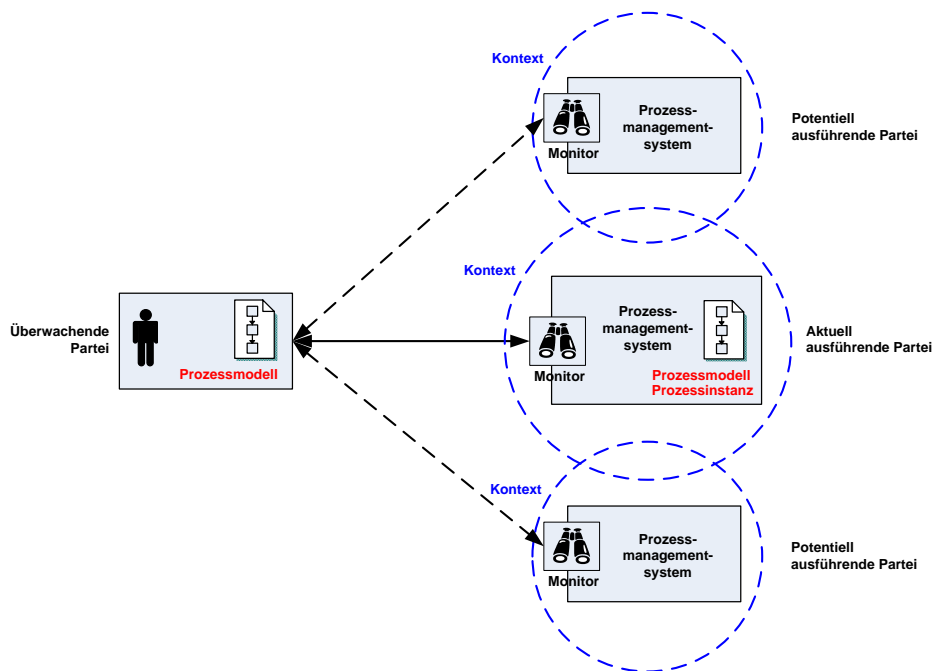 Kontext
Prozess-
management-
system
Monitor
Potentiell
ausführende Partei
Kontext
Prozess-
management-
system
Monitor
Prozessmodell
Prozessinstanz
Aktuell
ausführende Partei
Überwachende
Partei
Prozessmodell
Kontext
Prozess-
management-
system
Monitor
Potentiell
ausführende Partei